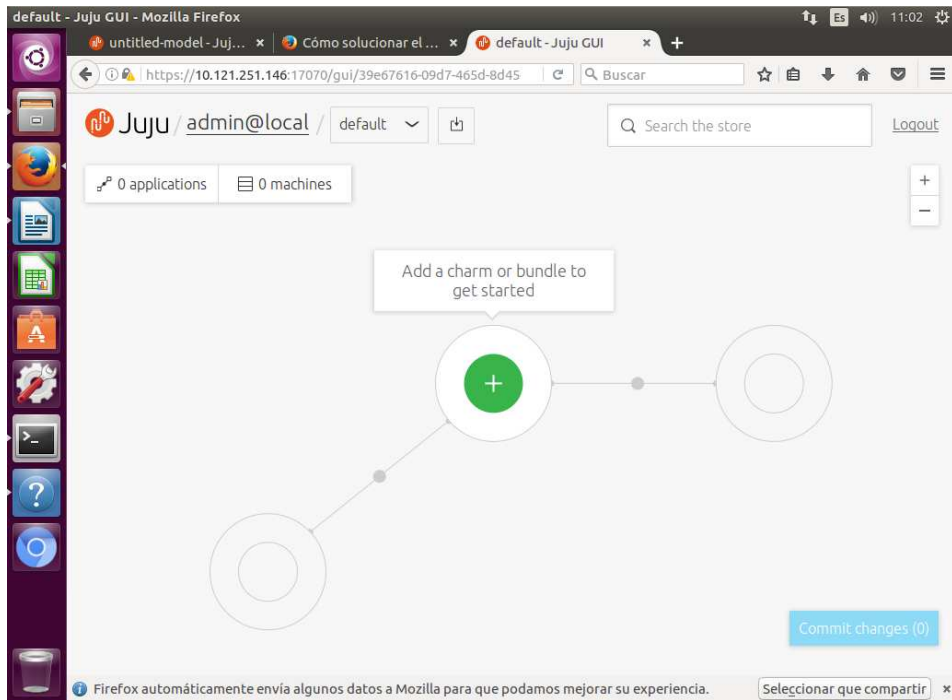 default - Juju GUI - Mozilla Firefox
Es
11:02
untitled-model - Juj... ×
Cómo solucionar el ... ×
default - Juju GUI ×
https://10.121.251.146:17070/gui/39e67616-09d7-465d-8d45
Buscar
Juju / admin@local / default
Search the store
Logout
0 applications
0 machines
+
−
Add a charm or bundle to
get started
+
Commit changes (0)
Firefox automáticamente envía algunos datos a Mozilla para que podamos mejorar su experiencia.
Seleccionar que compartir
×